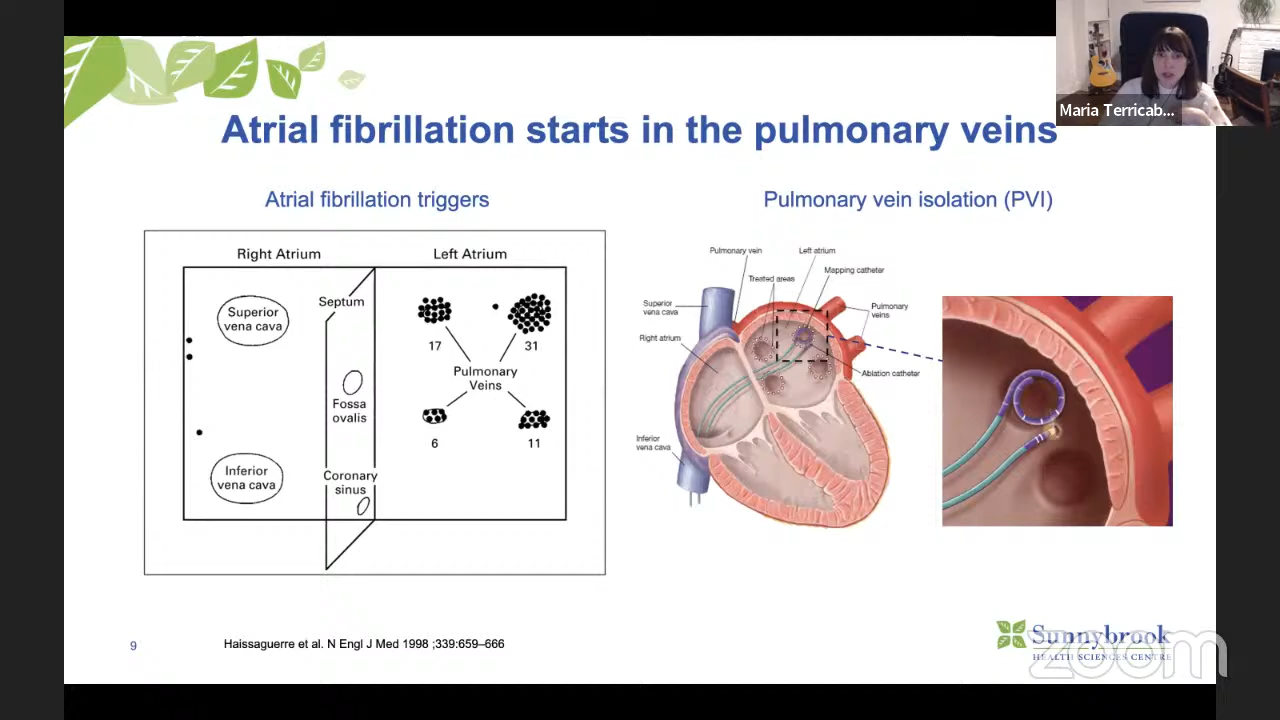 Maria Terricab...
Atrial fibrillation starts in the pulmonary veins
Atrial fibrillation triggers
Right Atrium
Left Atrium
Septum
Superior
vena cava
17
31
Pulmonary
Veins
Fossa
ovalis
6
11
Inferior
vena cava
Coronary
sinus
Pulmonary vein isolation (PVI)
Pulmonary vein
Left atrium
Treated areas
Mapping catheter
Superior
vena cava
Pulmonary
veins
Right atrium
Ablation catheter
Inferior
vena cava
9
Haissaguerre et al. N Engl J Med 1998 ;339:659–666
Sunnybrook
HEALTH SCIENCES CENTRE
zoom